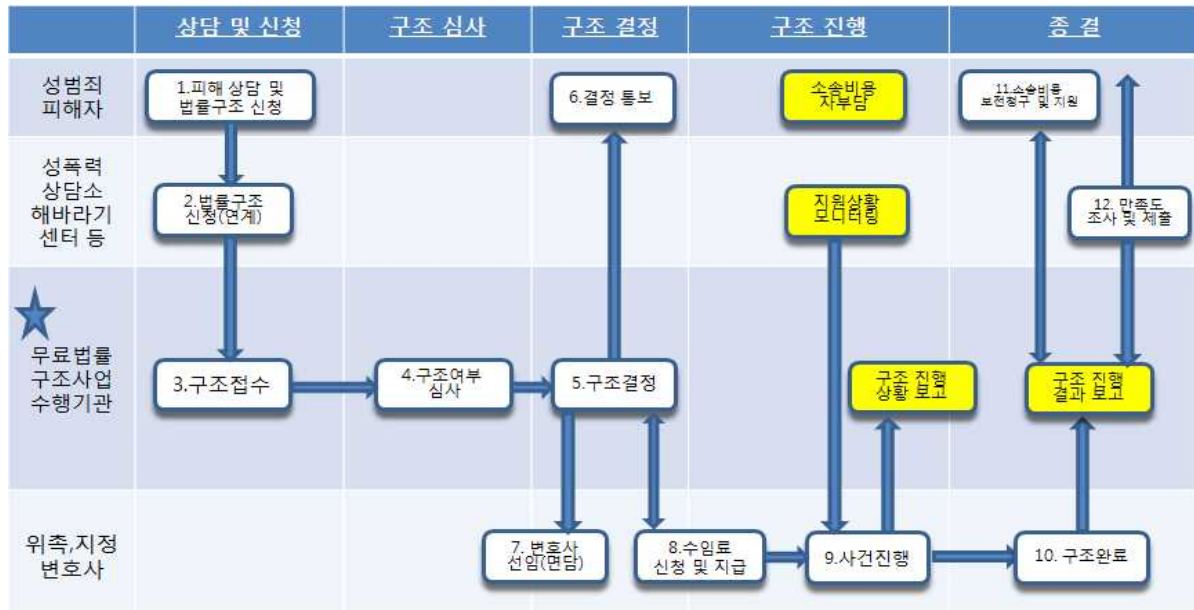 상담 및 신청
구조 심사
구조 결정
구조 진행
종 결
성범죄
피해자
1.피해 상담 및
법률구조 신청
6.결정 통보
소송비용
자부담
11.소송비용
보전청구 및 지원
성폭력
상담소
해바라기
센터 등
2.법률구조
신청(연계)
지원상황
모니터링
12. 만족도
조사 및 제출
무료법률
구조사업
수행기관
3.구조접수
4.구조여부
심사
5.구조결정
구조 진행
상황 보고
구조 진행
결과 보고
위촉,지정
변호사
7. 변호사
선임(면담)
8.수임료
신청 및 지급
9.사건진행
10. 구조완료